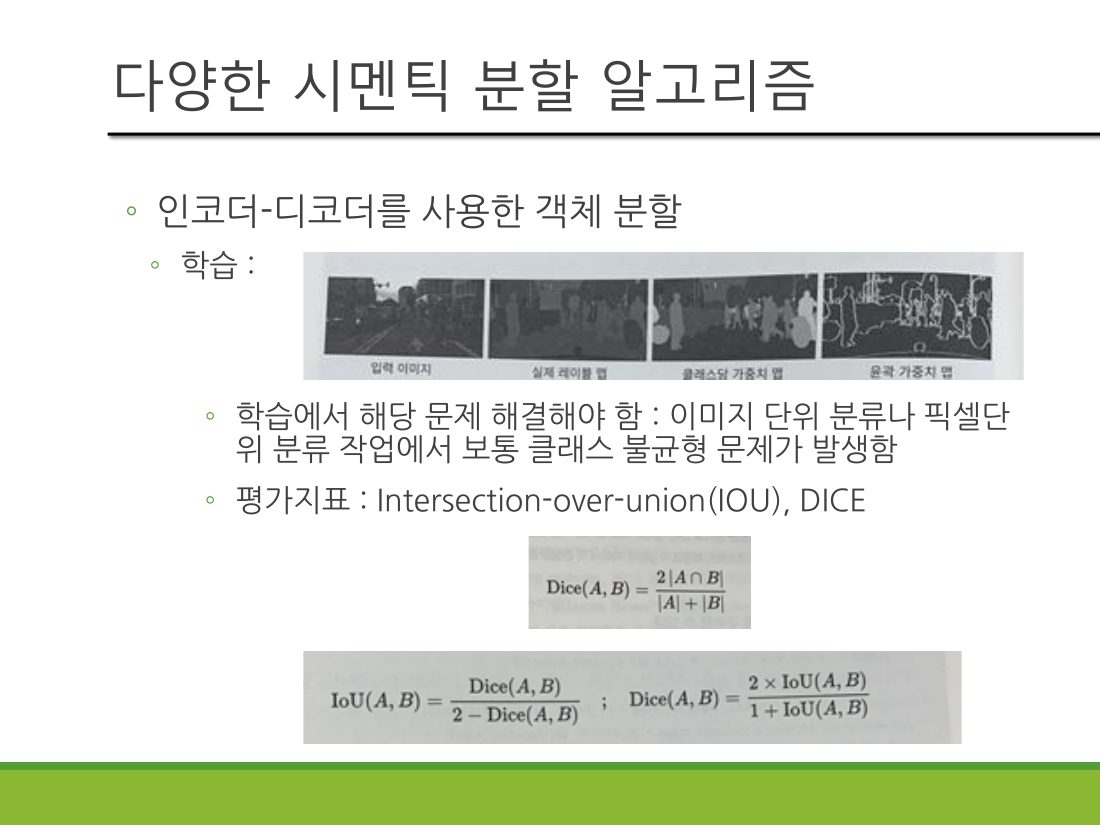 다양한 시멘틱 분할 알고리즘
인코더-디코더를 사용한 객체 분할
학습 :
입력 이미지 실제 레이블 맵 클래스당 가중치 맵 윤곽 가중치 맵
학습에서 해당 문제 해결해야 함 : 이미지 단위 분류나 픽셀단
위 분류 작업에서 보통 클래스 불균형 문제가 발생함
평가지표 : Intersection-over-union(IOU), DICE
Dice(A, B) = 2 |A ∩ B| / |A| + |B|
IoU(A, B) = Dice(A, B) / 2 − Dice(A, B) ; Dice(A, B) = 2 × IoU(A, B) / 1 + IoU(A, B)